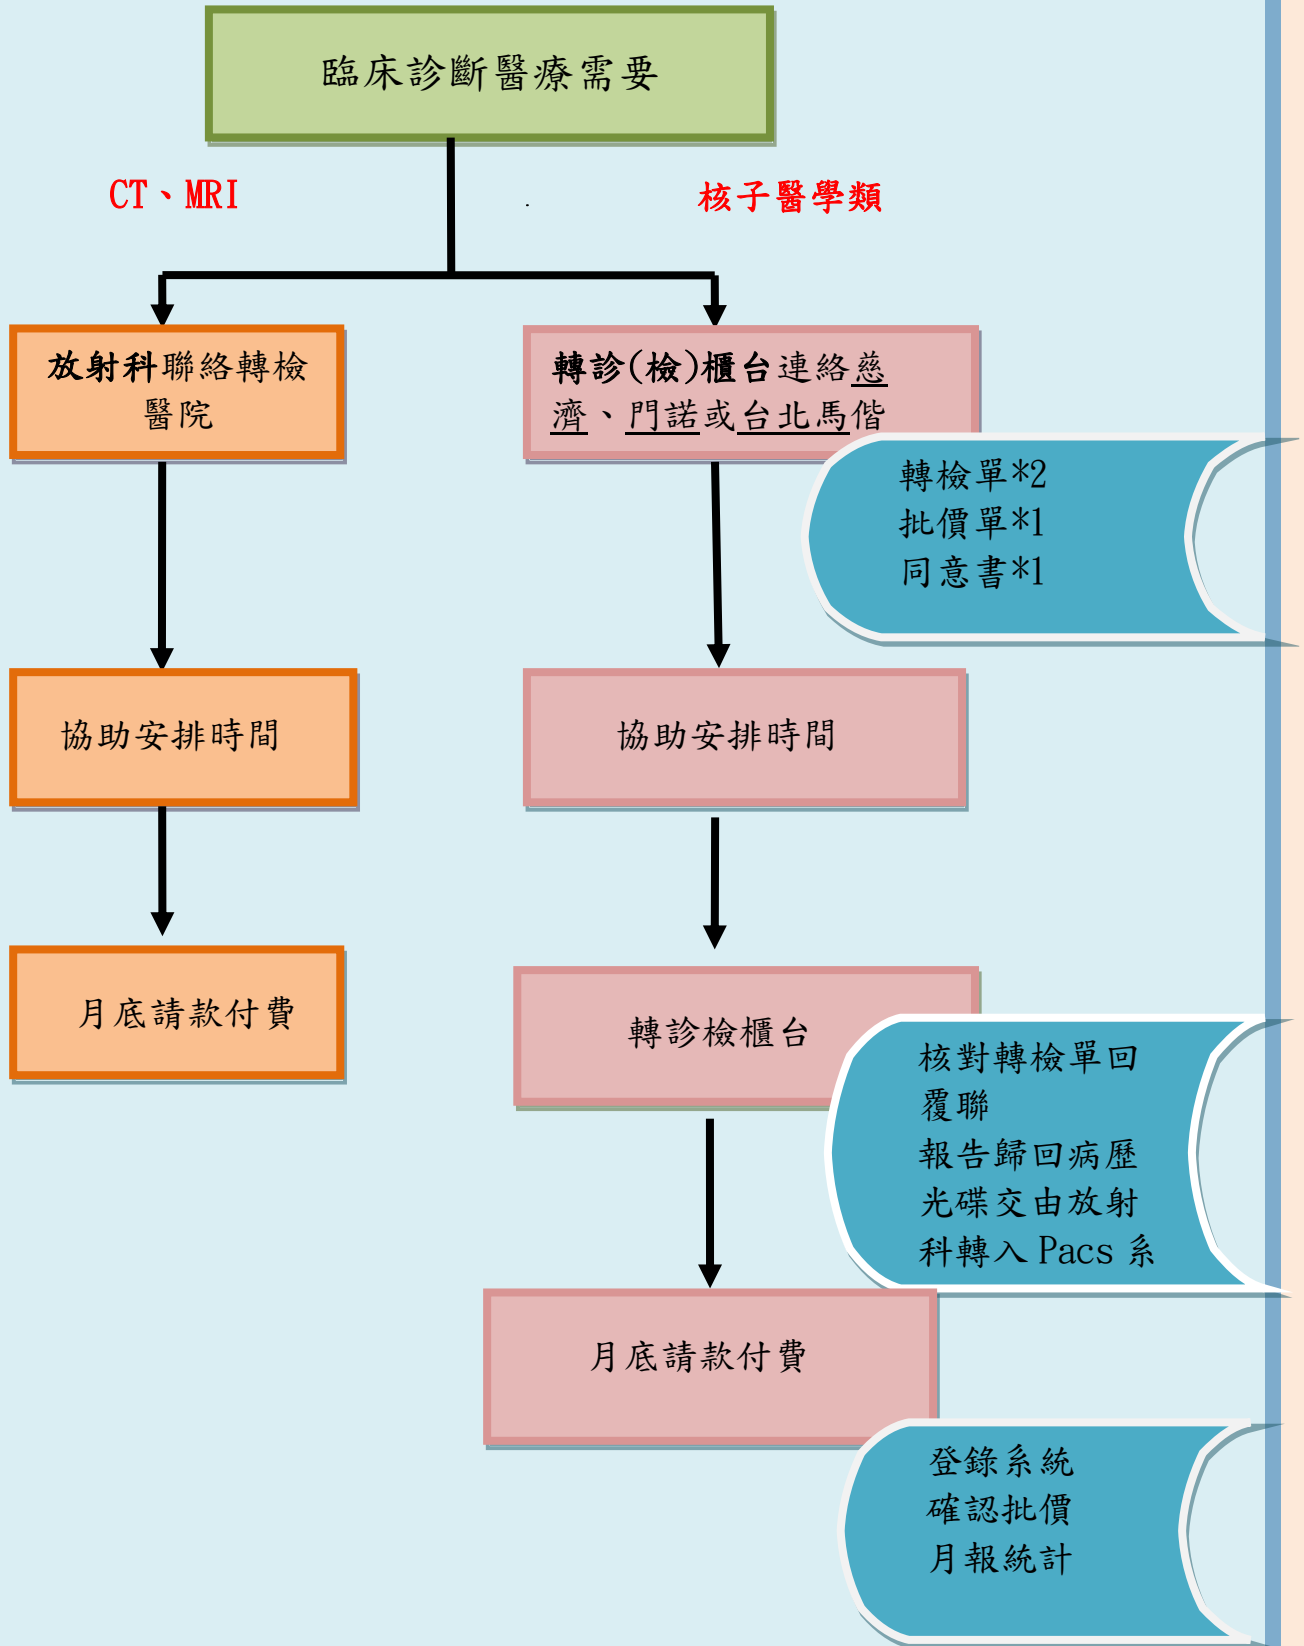 臨床診斷醫療需要
CT、MRI
核子醫學類
放射科聯絡轉檢
醫院
轉診(檢)櫃台連絡慈
濟、門諾或台北馬偕
轉檢單*2
批價單*1
同意書*1
協助安排時間
協助安排時間
月底請款付費
轉診檢櫃台
核對轉檢單回
覆聯
報告歸回病歷
光碟交由放射
科轉入 Pacs 系
月底請款付費
登錄系統
確認批價
月報統計